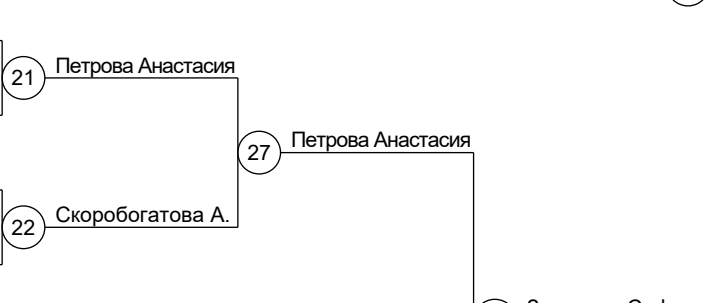 21 Петрова Анастасия
27 Петрова Анастасия
22 Скоробогатова А.